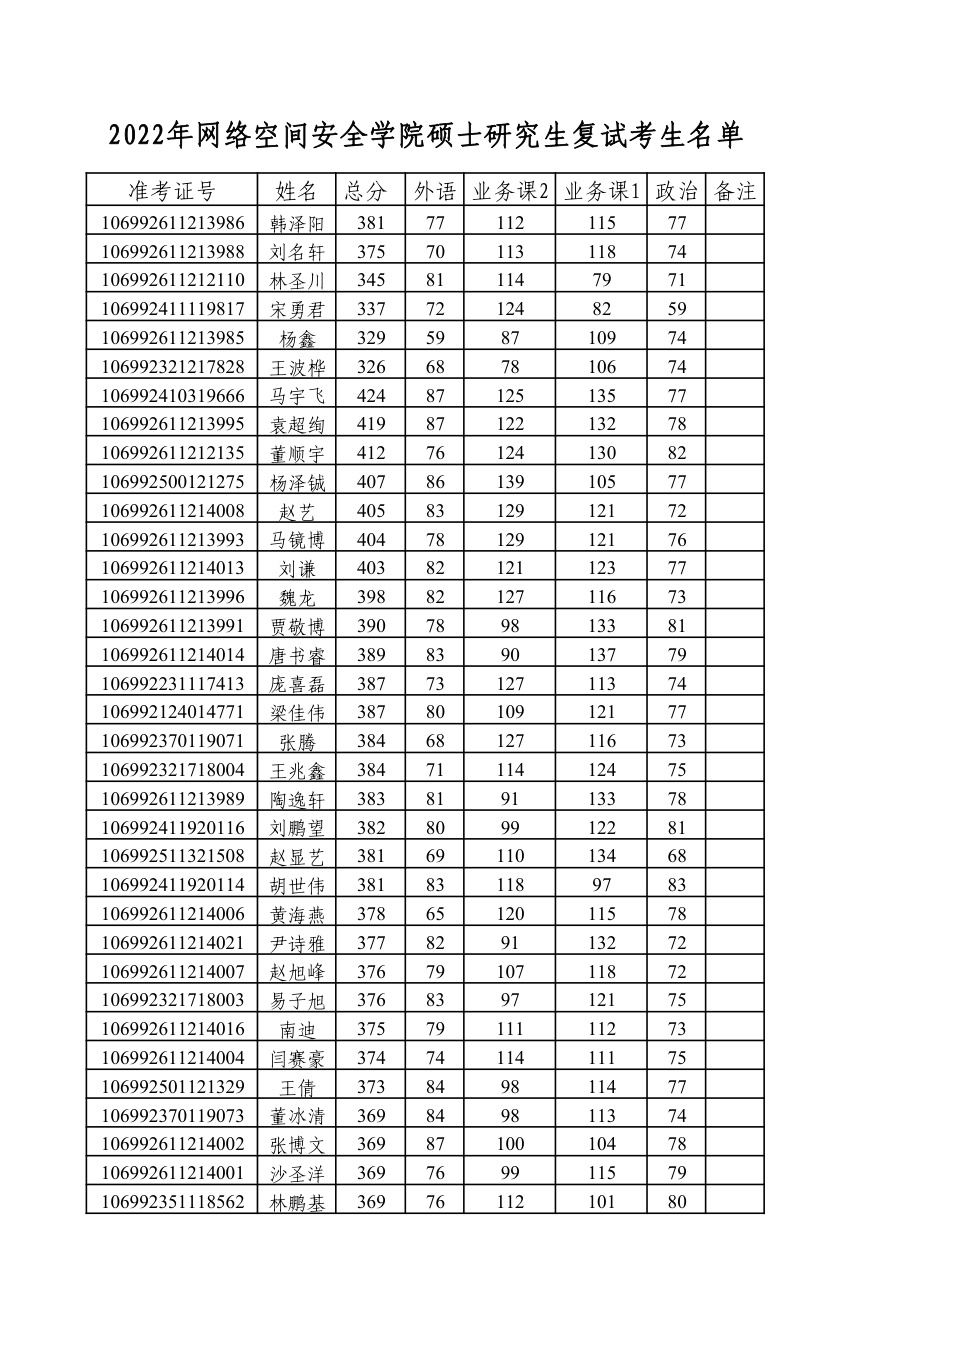 2022年网络空间安全学院硕士研究生复试考生名单
准考证号 姓名 总分 外语 业务课2 业务课1 政治 备注
106992611213986 韩泽阳 381 77 112 115 77
106992611213988 刘名轩 375 70 113 118 74
106992611212110 林圣川 345 81 114 79 71
106992411119817 宋勇君 337 72 124 82 59
106992611213985 杨鑫 329 59 87 109 74
106992321217828 王波桦 326 68 78 106 74
106992410319666 马宇飞 424 87 125 135 77
106992611213995 袁超绚 419 87 122 132 78
106992611212135 董顺宇 412 76 124 130 82
106992500121275 杨泽铖 407 86 139 105 77
106992611214008 赵艺 405 83 129 121 72
106992611213993 马镜博 404 78 129 121 76
106992611214013 刘谦 403 82 121 123 77
106992611213996 魏龙 398 82 127 116 73
106992611213991 贾敬博 390 78 98 133 81
106992611214014 唐书睿 389 83 90 137 79
106992231117413 庞喜磊 387 73 127 113 74
106992124014771 梁佳伟 387 80 109 121 77
106992370119071 张腾 384 68 127 116 73
106992321718004 王兆鑫 384 71 114 124 75
106992611213989 陶逸轩 383 81 91 133 78
106992411920116 刘鹏望 382 80 99 122 81
106992511321508 赵显艺 381 69 110 134 68
106992411920114 胡世伟 381 83 118 97 83
106992611214006 黄海燕 378 65 120 115 78
106992611214021 尹诗雅 377 82 91 132 72
106992611214007 赵旭峰 376 79 107 118 72
106992321718003 易子旭 376 83 97 121 75
106992611214016 南迪 375 79 111 112 73
106992611214004 闫赛豪 374 74 114 111 75
106992501121329 王倩 373 84 98 114 77
106992370119073 董冰清 369 84 98 113 74
106992611214002 张博文 369 87 100 104 78
106992611214001 沙圣洋 369 76 99 115 79
106992351118562 林鹏基 369 76 112 101 80